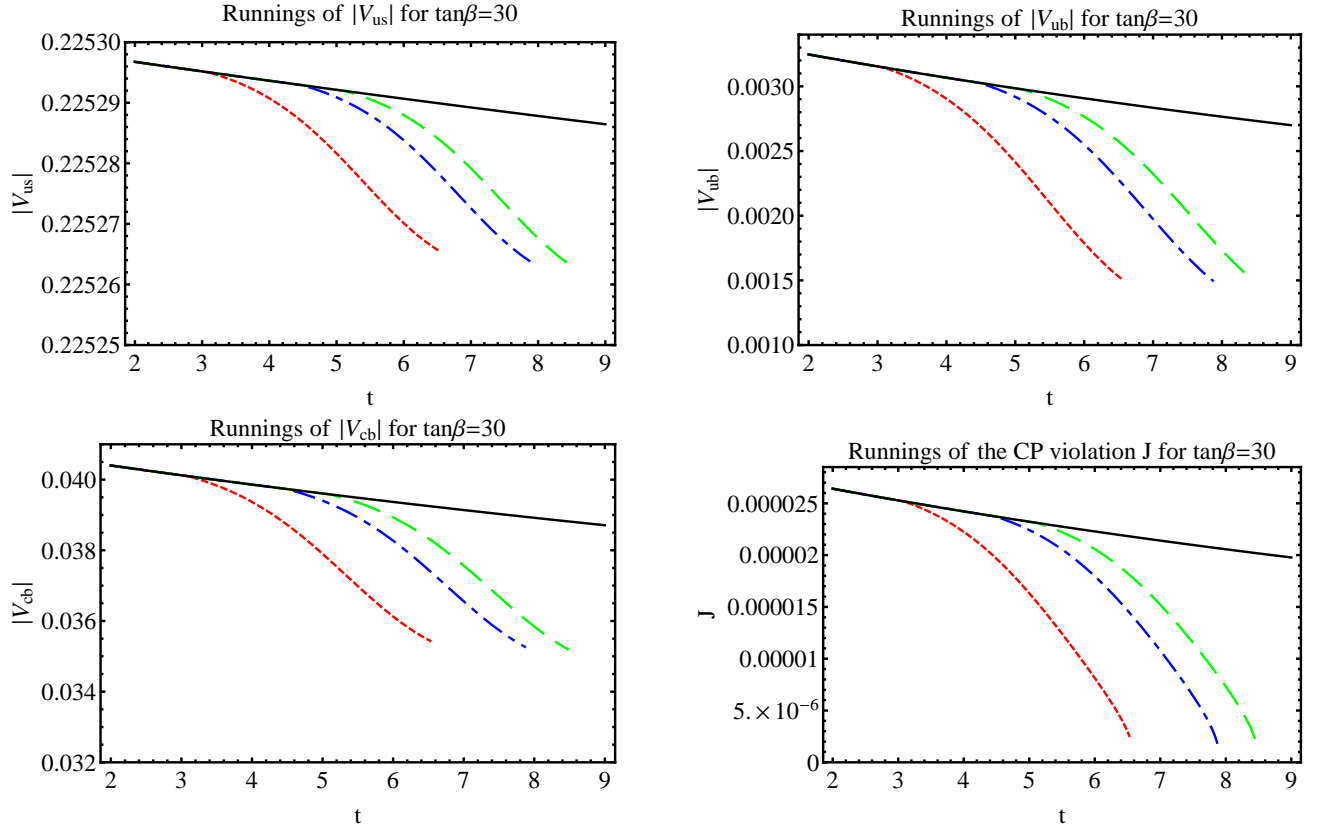 Runnings of |V_us| for tanβ=30
0.22530
0.225529
0.225528
0.225527
0.225526
0.22525
|V_us|
2 3 4 5 6 7 8 9
t
Runnings of |V_ub| for tanβ=30
0.0030
0.0025
0.0020
0.0015
0.0010
|V_ub|
2 3 4 5 6 7 8 9
t
Runnings of |V_cb| for tanβ=30
0.040
0.038
0.036
0.034
0.032
|V_cb|
2 3 4 5 6 7 8 9
t
Runnings of the CP violation J for tanβ=30
0.000025
0.00002
0.000015
0.00001
5.×10⁻⁶
0
J
2 3 4 5 6 7 8 9
t